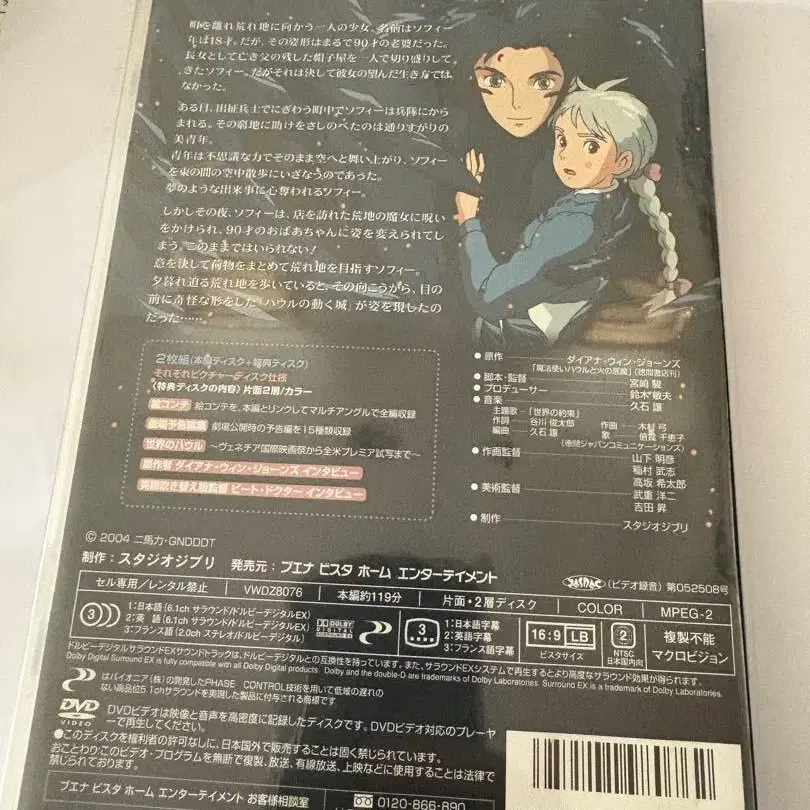 町を離れ荒れ地に向かう一人の少女、名前はソフィー
年は18才。だが、その姿形はまるで90才の老婆だった。
長女として亡き父の残した帽子屋を一人で切り盛りして
きたソフィー。だがそれは決して彼女の望んだ生き方では
なかった。
ある日、出征兵士でにぎわう町中でソフィーは兵隊にから
まれる。その窮地に助けをさしのべたのは通りすがりの
美青年。
青年は不思議な力でそのまま空へと舞い上がり、ソフィー
を束の間の空中散歩にいざなうのであった。
夢のような出来事に心奪われるソフィー。
しかしその夜、ソフィーは、店を訪れた荒地の魔女に呪い
をかけられ、90才のおばあちゃんに姿を変えられてし
まう。このままではいられない！
意を決して荷物をまとめて荒れ地を目指すソフィー。
夕暮れ迫る荒れ地を歩いていると、その向こうから、目の
前に奇怪な形をした「ハウルの動く城」が姿を現したの
だった……。
2枚組(本編ディスク+特典ディスク)
それぞれピクチャーディスク仕様
〈特典ディスクの内容〉片面2層/カラー
絵コンテ 絵コンテを、本編とリンクしてマルチアングルで全編収録
劇場予告編集 劇場公開時の予告編を15種類収録
世界のハウル ～ヴェネチア国際映画祭から全米プレミア試写まで～
原作者 ダイアナ・ウィン・ジョーンズ インタビュー
英語吹き替え版監督 ピート・ドクター インタビュー
●原作 ダイアナ・ウィン・ジョーンズ
「魔法使いハウルと火の悪魔」(徳間書店刊)
●脚本・監督 宮崎 駿
●プロデューサー 鈴木敏夫
●音楽 久石 譲
主題歌 「世界の約束」
作詞 谷川俊太郎 作曲 木村 弓
編曲 久石 譲 歌 倍賞 千恵子
(徳間ジャパンコミュニケーションズ)
●作画監督 山下 明彦
稲村 武志
高坂 希太郎
●美術監督 武重 洋二
吉田 昇
●制作 スタジオジブリ
© 2004 二馬力・GNDDDT
制作：スタジオジブリ 発売元：ブエナ ビスタ ホーム エンターテイメント
(ビデオ録音) 第052508号
セル専用/レンタル禁止 VWDZ8076 本編約119分 片面・2層ディスク COLOR MPEG-2
3 1:日本語(6.1ch サラウンド/ドルビーデジタルEX)
2:英 語(6.1ch サラウンド/ドルビーデジタルEX)
3:フランス語(2.0ch ステレオ/ドルビーデジタル)
DOLBY DIGITAL SURROUND EX
3 1:日本語字幕
2:英語字幕
3:フランス語字幕
16:9 LB
ビスタサイズ
2
NTSC
日本国内向
複製不能
マクロビジョン
ドルビーデジタルサラウンドEXサウンドトラックは、ドルビーデジタルとの互換性を持っています。また、サラウンドEXシステムで再生するとより高度なサラウンド効果が得られます。
Dolby Digital Surround EX is fully compatible with all Dolby Digital products. Dolby and the double-D are trademarks of Dolby Laboratories. Surround EX is a trademark of Dolby Laboratories.
はパイオニア(株)の開発したPHASE CONTROL技術を用いて低域の遅れの
ない高品位5.1chサラウンドを実現した製品に付与される標章です
DVD
VIDEO
DVDビデオは映像と音声を高密度に記録したディスクです。DVDビデオ対応のプレーヤ
ーで再生してください。
●このディスクを権利者の許可なしに、日本国外で販売することは固く禁じられております。
おことわり:このビデオ・プログラムを無断で複製、放送、有線放送、上映などに使用することは法律で
禁じられております。
ブエナ ビスタ ホーム エンターテイメント お客様相談室 0120-866-890